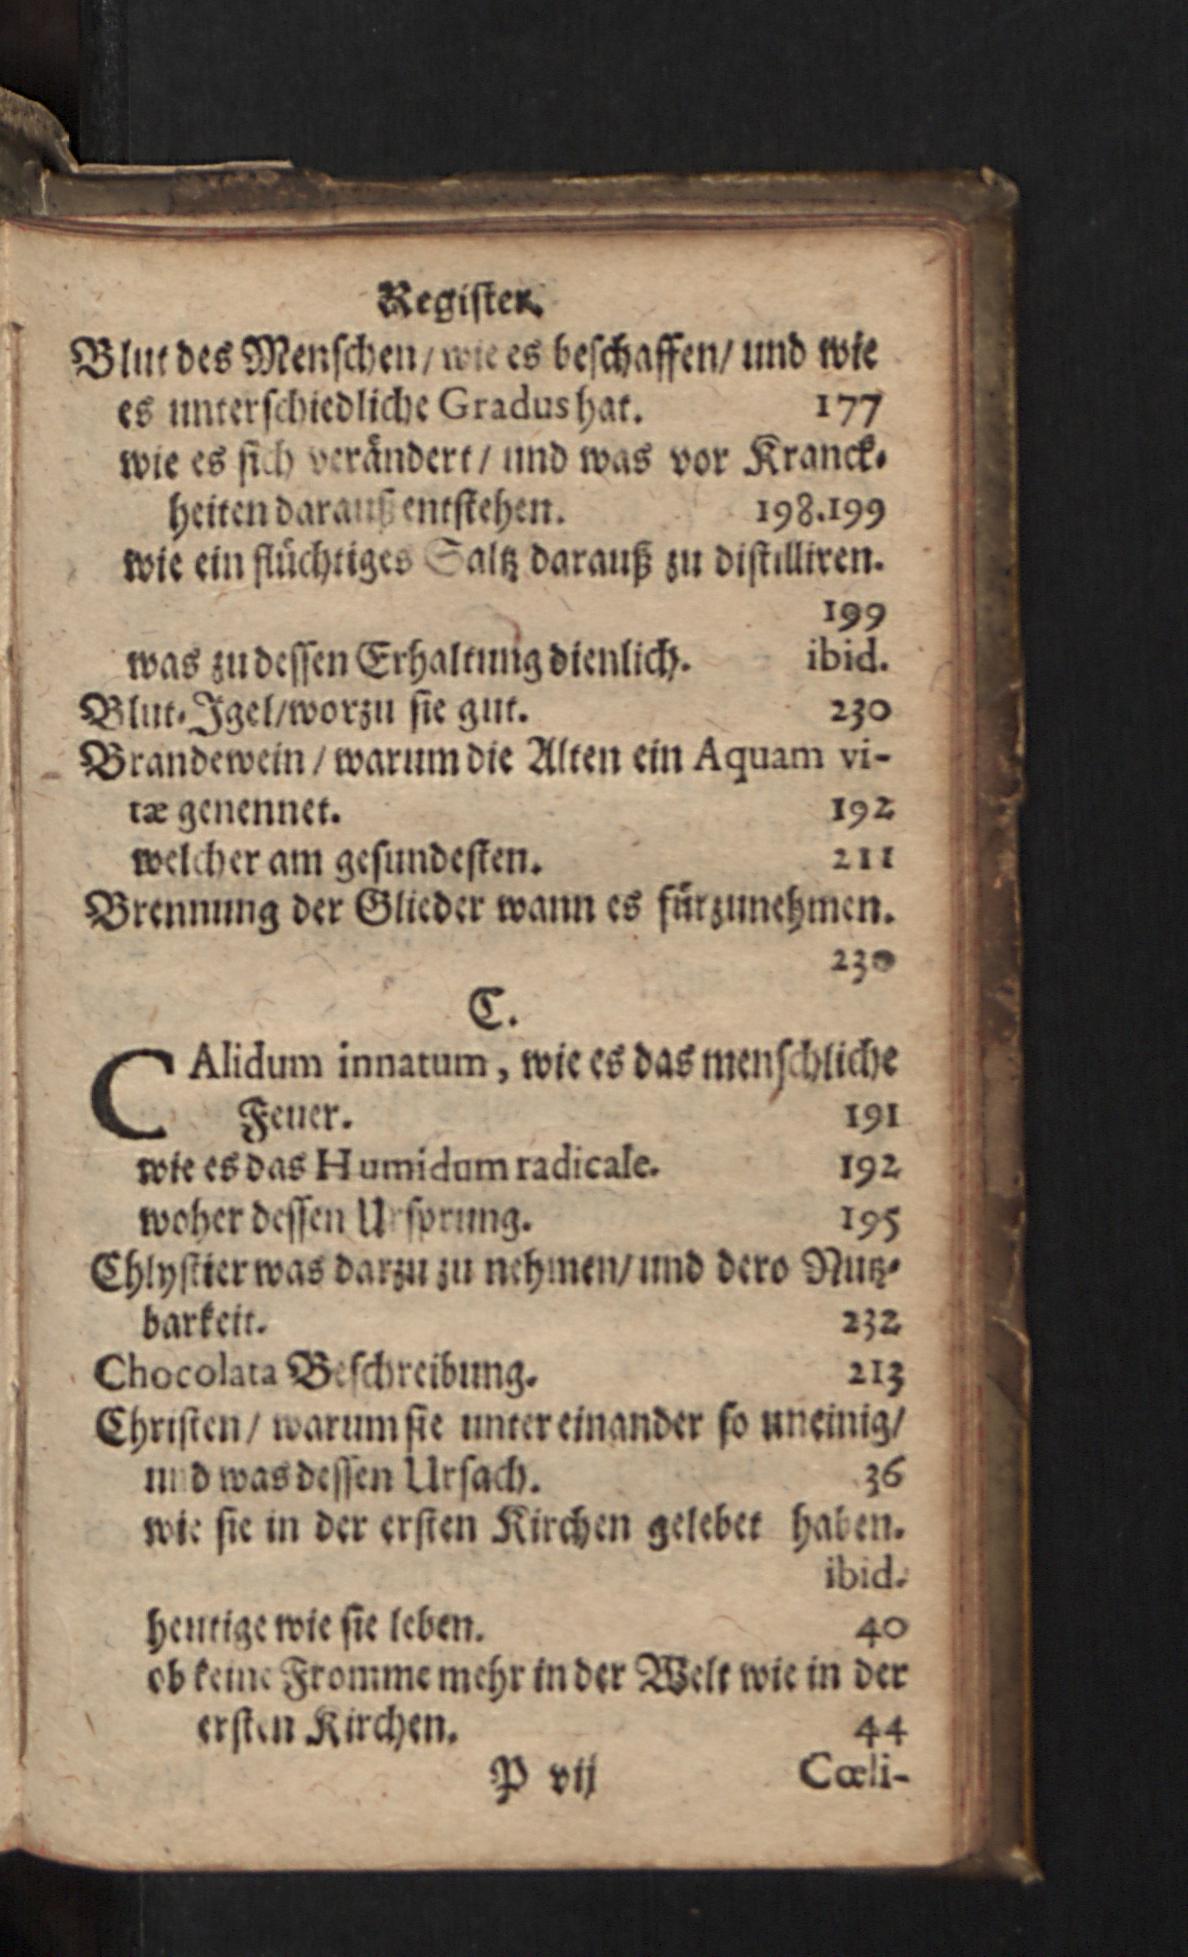 Register.
Blut des Menschen/ wie es beschaffen/ und wie
es unterschiedliche Gradus hat. 177
wie es sich verändert/ und was vor Kranck-
heiten darauß entstehen. 198.199
wie ein flüchtiges Saltz darauß zu distilliren.
199
was zu dessen Erhaltung dienlich. ibid.
Blut-Igel/worzu sie gut. 230
Brandewein/ warum die Alten ein Aquam vi-
tæ genennet. 192
welcher am gesundesten. 211
Brennung der Glieder wann es fürzunehmen.
230
C.
CAlidum innatum, wie es das menschliche
Feuer. 191
wie es das Humidum radicale. 192
woher dessen Ursprung. 195
Chlystier was darzu zu nehmen/und dero Nutz-
barkeit. 232
Chocolata Beschreibung. 213
Christen/ warum sie unter einander so uneinig/
und was dessen Ursach. 36
wie sie in der ersten Kirchen gelebet haben.
ibid.
heutige wie sie leben. 40
ob keine Fromme mehr in der Welt wie in der
ersten Kirchen. 44
P vij Cœli-